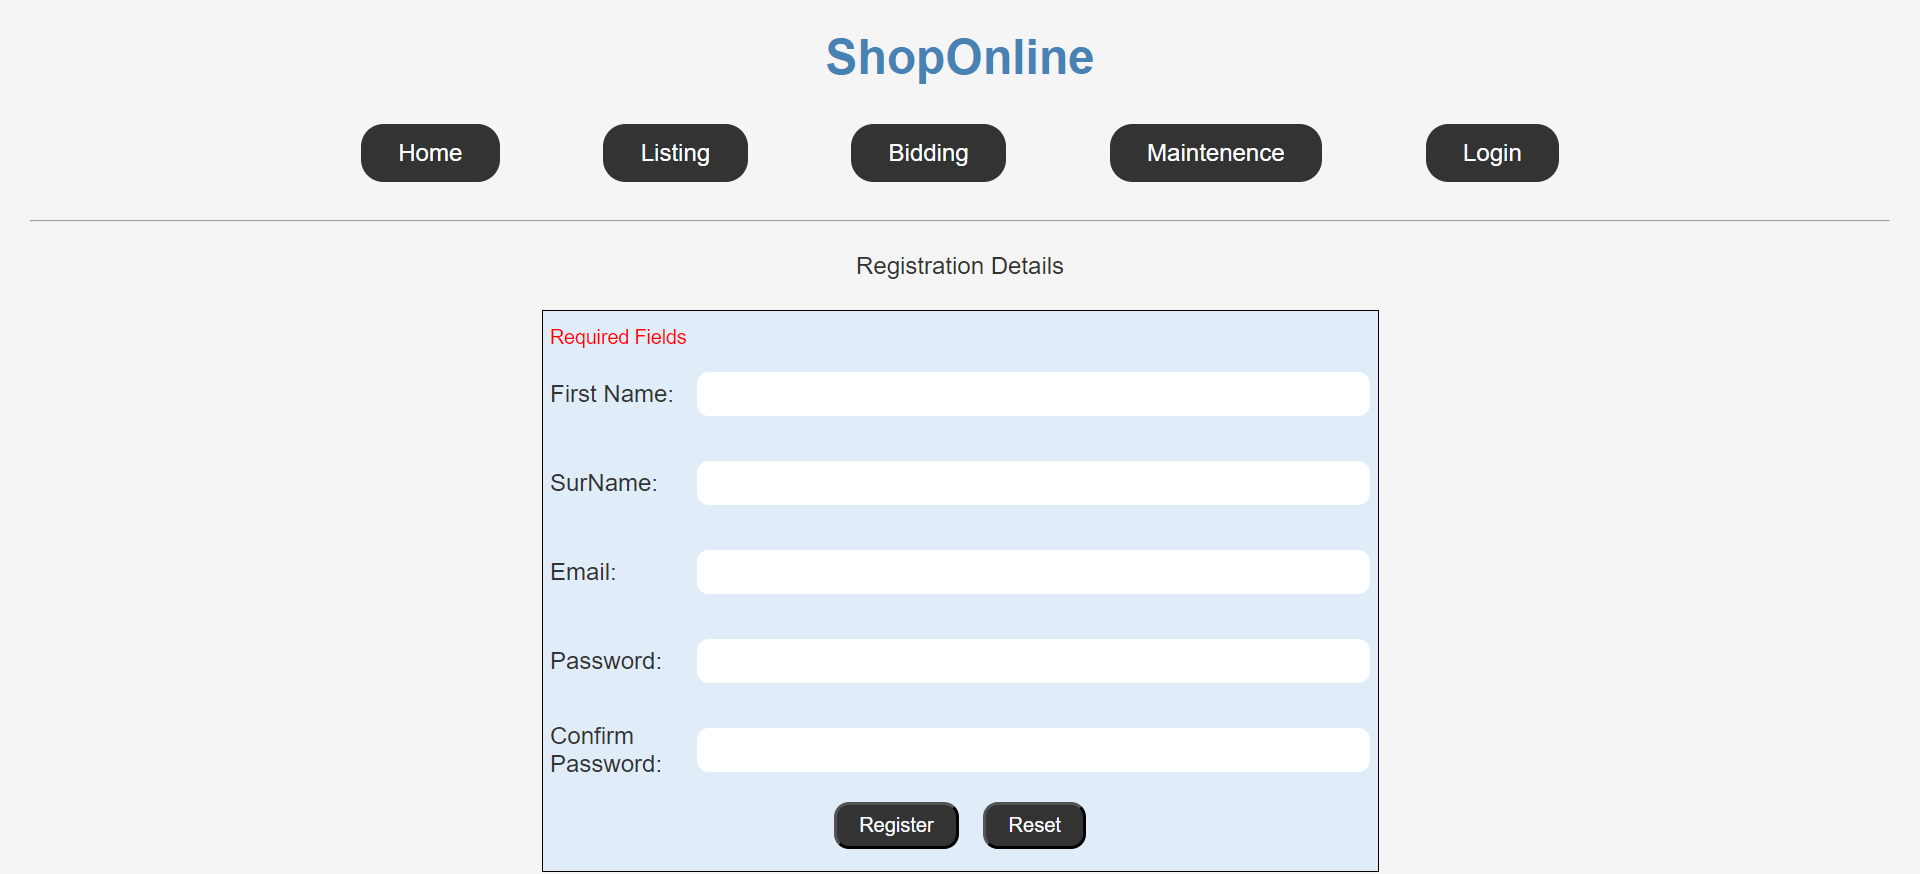 ShopOnline
Home Listing Bidding Maintenence Login
Registration Details
Required Fields
First Name:
SurName:
Email:
Password:
Confirm
Password:
Register Reset